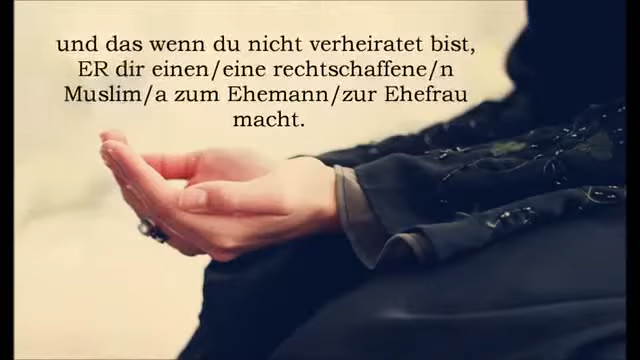 und das wenn du nicht verheiratet bist,
ER dir einen/eine rechtschaffene/n
Muslim/a zum Ehemann/zur Ehefrau
macht.